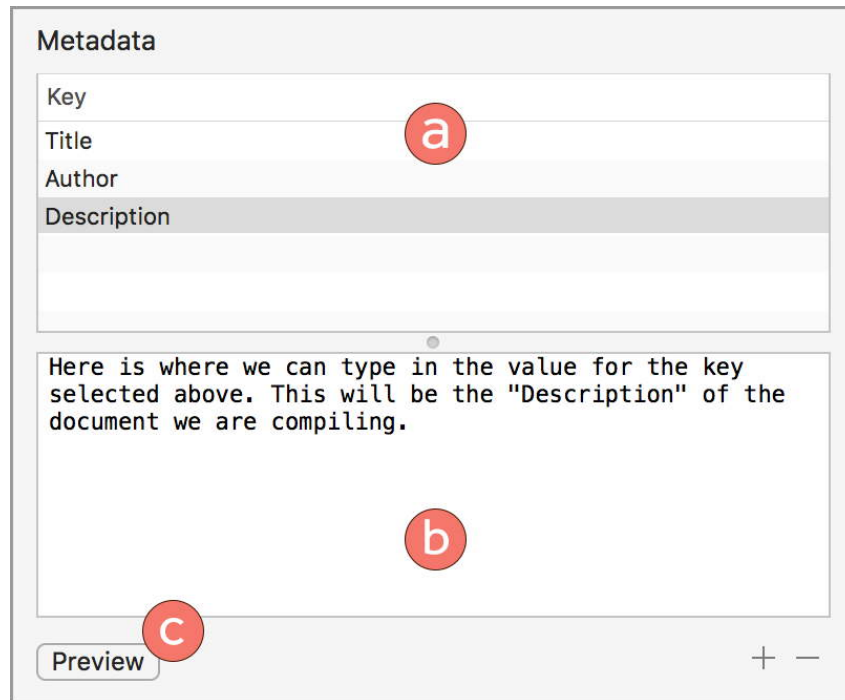 Metadata
Key
a
Title
Author
Description
Here is where we can type in the value for the key
selected above. This will be the "Description" of the
document we are compiling.
b
c
Preview
+ −